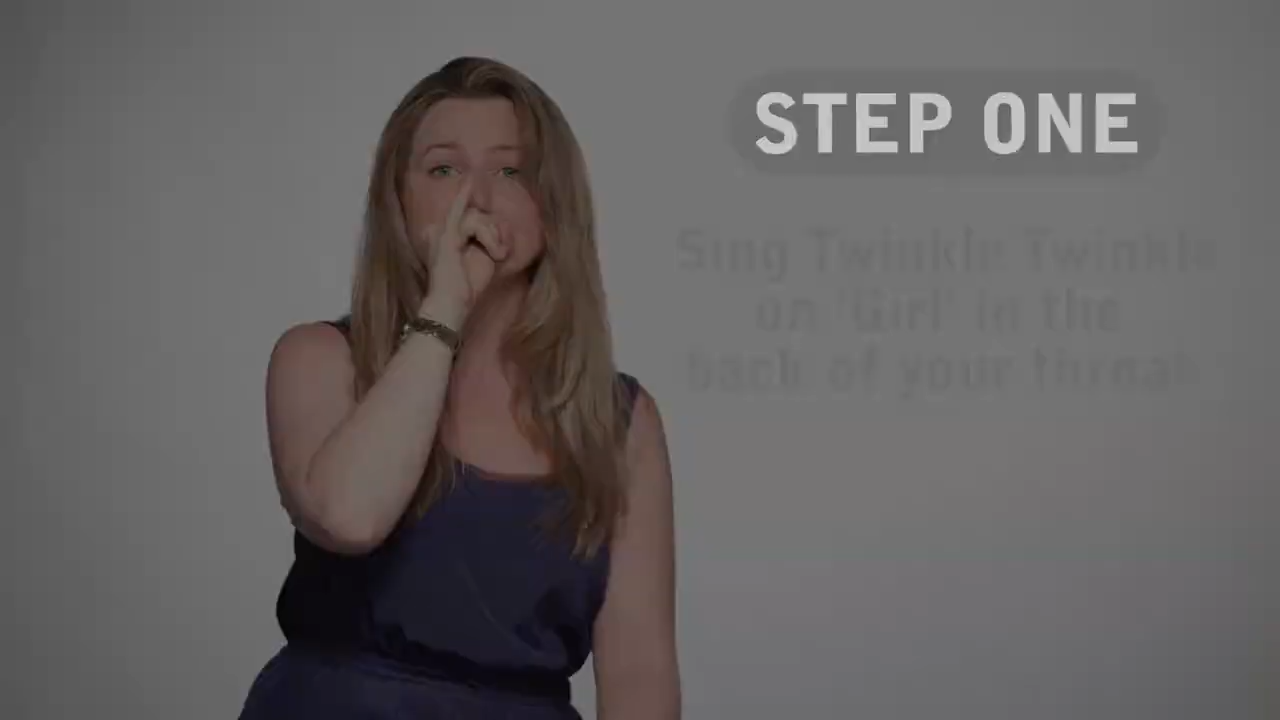 STEP ONE
Sing Twinkle Twinkle
on 'Girl' in the
back of your throat